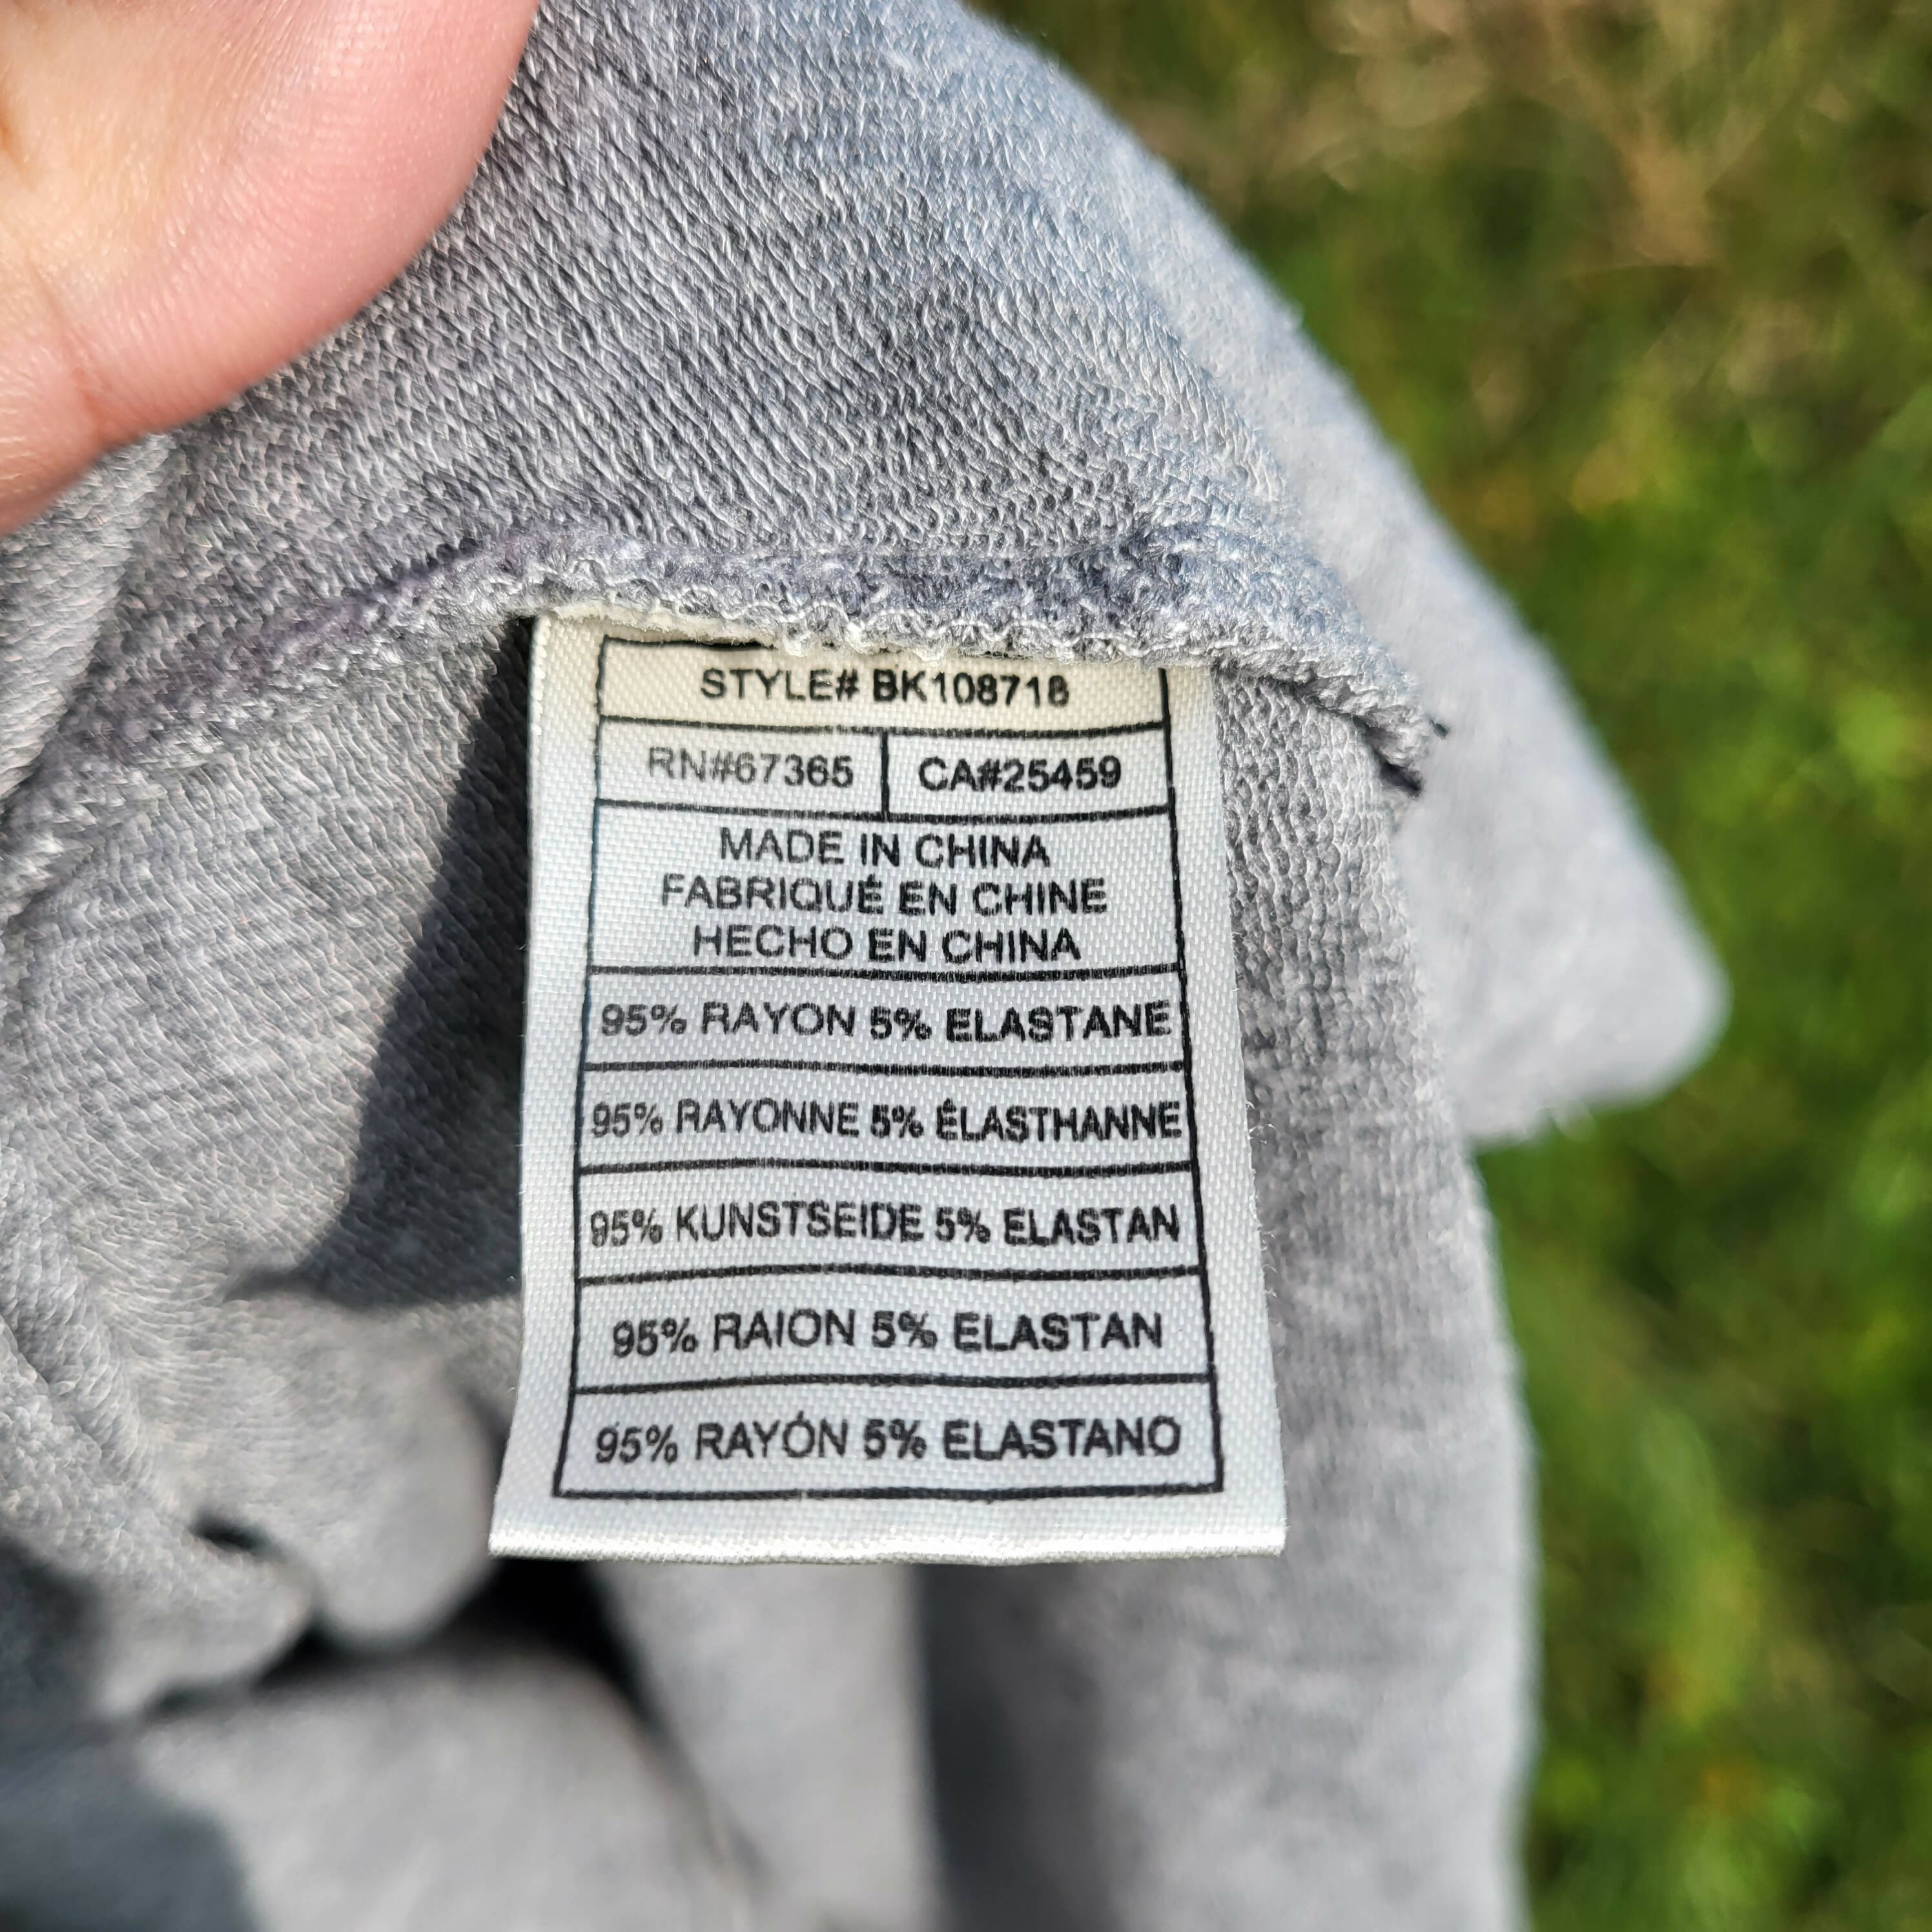 STYLE# BK108718
RN#67365 CA#25459
MADE IN CHINA
FABRIQUÉ EN CHINE
HECHO EN CHINA
95% RAYON 5% ELASTANE
95% RAYONNE 5% ÉLASTHANNE
95% KUNSTSEIDE 5% ELASTAN
95% RAION 5% ELASTAN
95% RAYÓN 5% ELASTANO